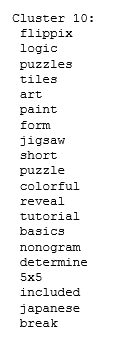 Cluster 10:
flippix
logic
puzzles
tiles
art
paint
form
jigsaw
short
puzzle
colorful
reveal
tutorial
basics
nonogram
determine
5x5
included
japanese
break